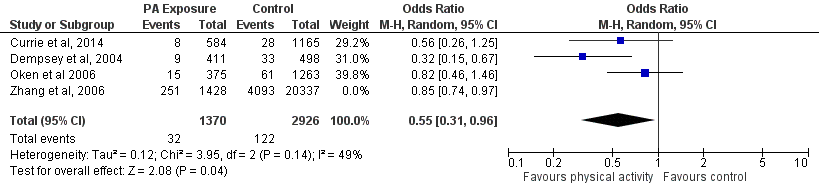 PA Exposure Control Odds Ratio Odds Ratio
Study or Subgroup Events Total Events Total Weight M-H, Random, 95% CI M-H, Random, 95% CI
Currie et al, 2014 8 584 28 1165 29.2% 0.56 [0.26, 1.25]
Dempsey et al, 2004 9 411 33 498 31.0% 0.32 [0.15, 0.67]
Oken et al 2006 15 375 61 1263 39.8% 0.82 [0.46, 1.46]
Zhang et al, 2006 251 1428 4093 20337 0.0% 0.85 [0.74, 0.97]
Total (95% CI) 1370 2926 100.0% 0.55 [0.31, 0.96]
Total events 32 122
Heterogeneity: Tau² = 0.12; Chi² = 3.95, df = 2 (P = 0.14); I² = 49%
Test for overall effect: Z = 2.08 (P = 0.04)
0.1 0.2 0.5 1 2 5 10
Favours physical activity Favours control